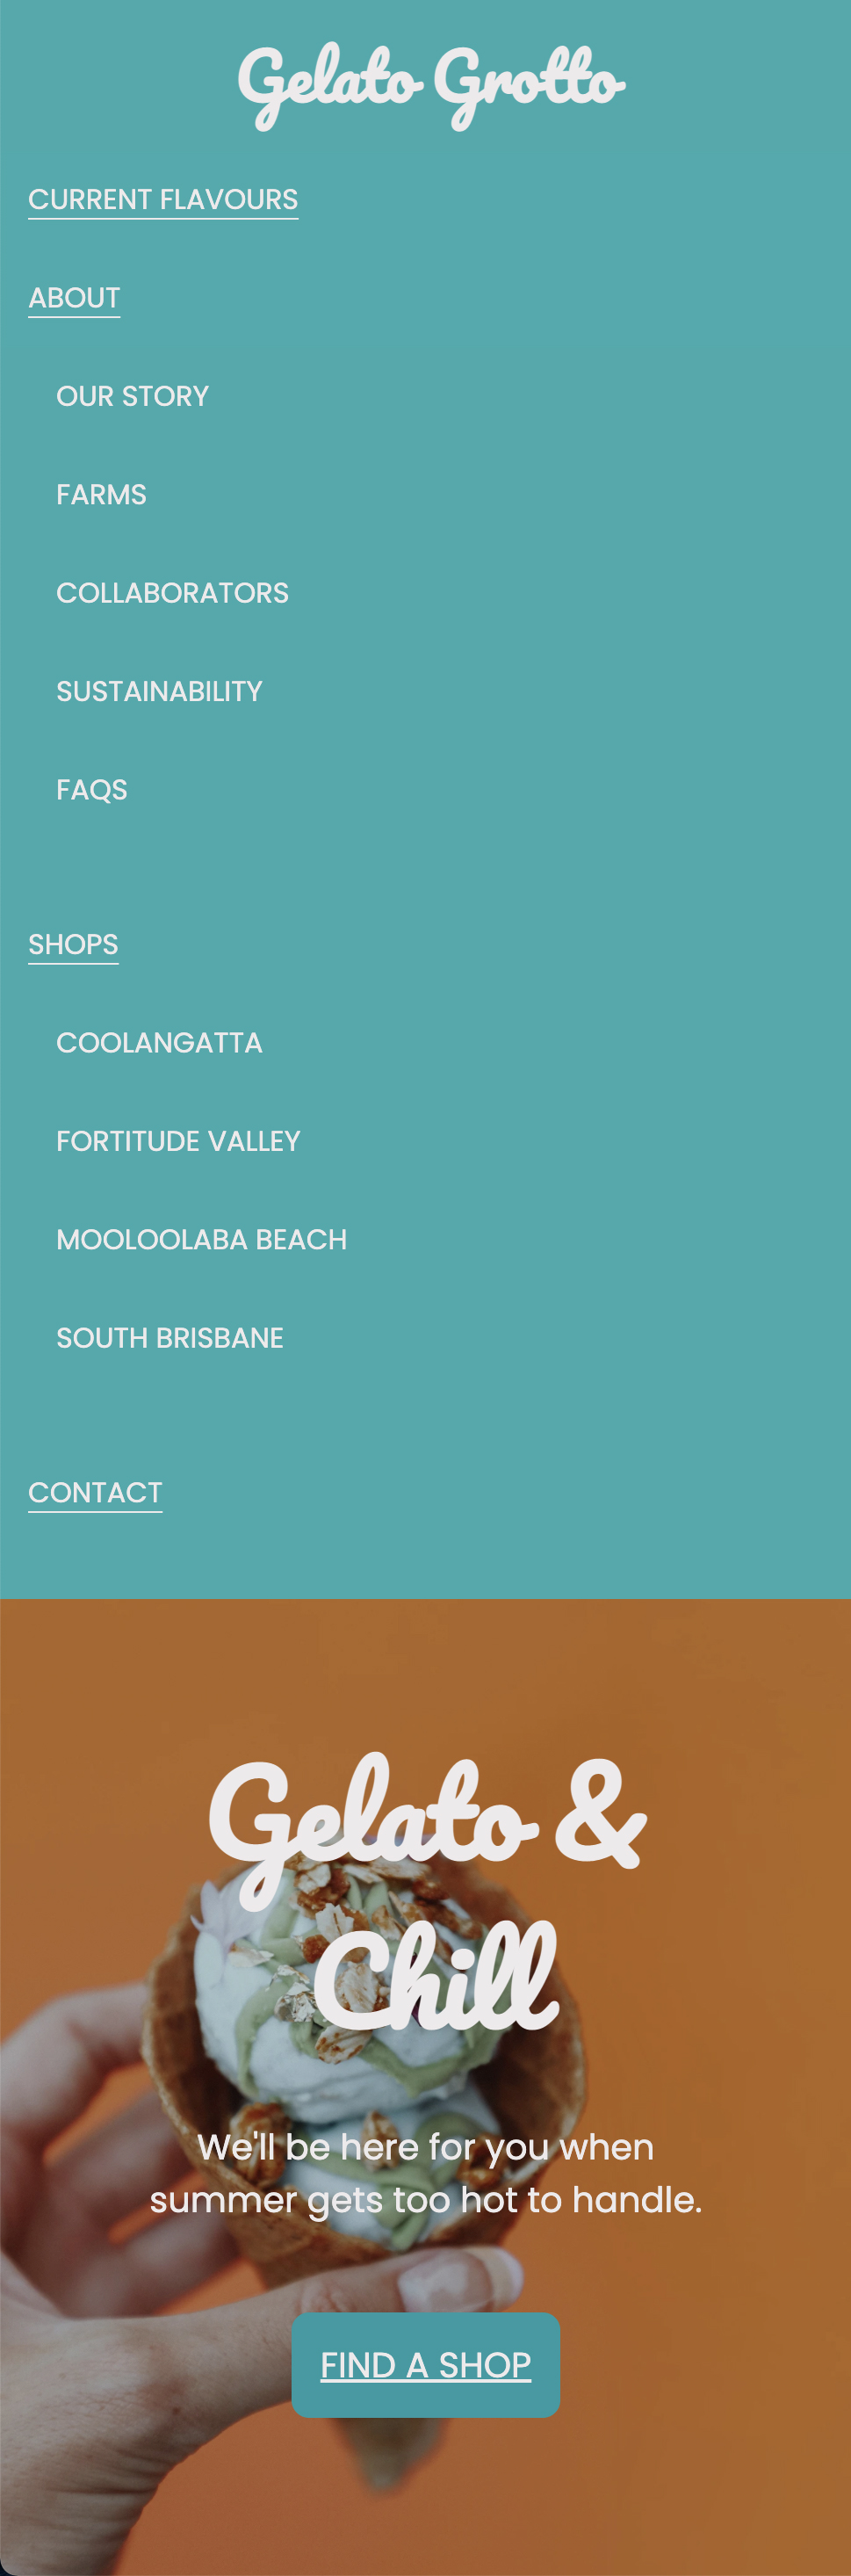 Gelato Grotto
CURRENT FLAVOURS
ABOUT
OUR STORY
FARMS
COLLABORATORS
SUSTAINABILITY
FAQS
SHOPS
COOLANGATTA
FORTITUDE VALLEY
MOOLOOLABA BEACH
SOUTH BRISBANE
CONTACT
Gelato &
Chill
We'll be here for you when
summer gets too hot to handle.
FIND A SHOP